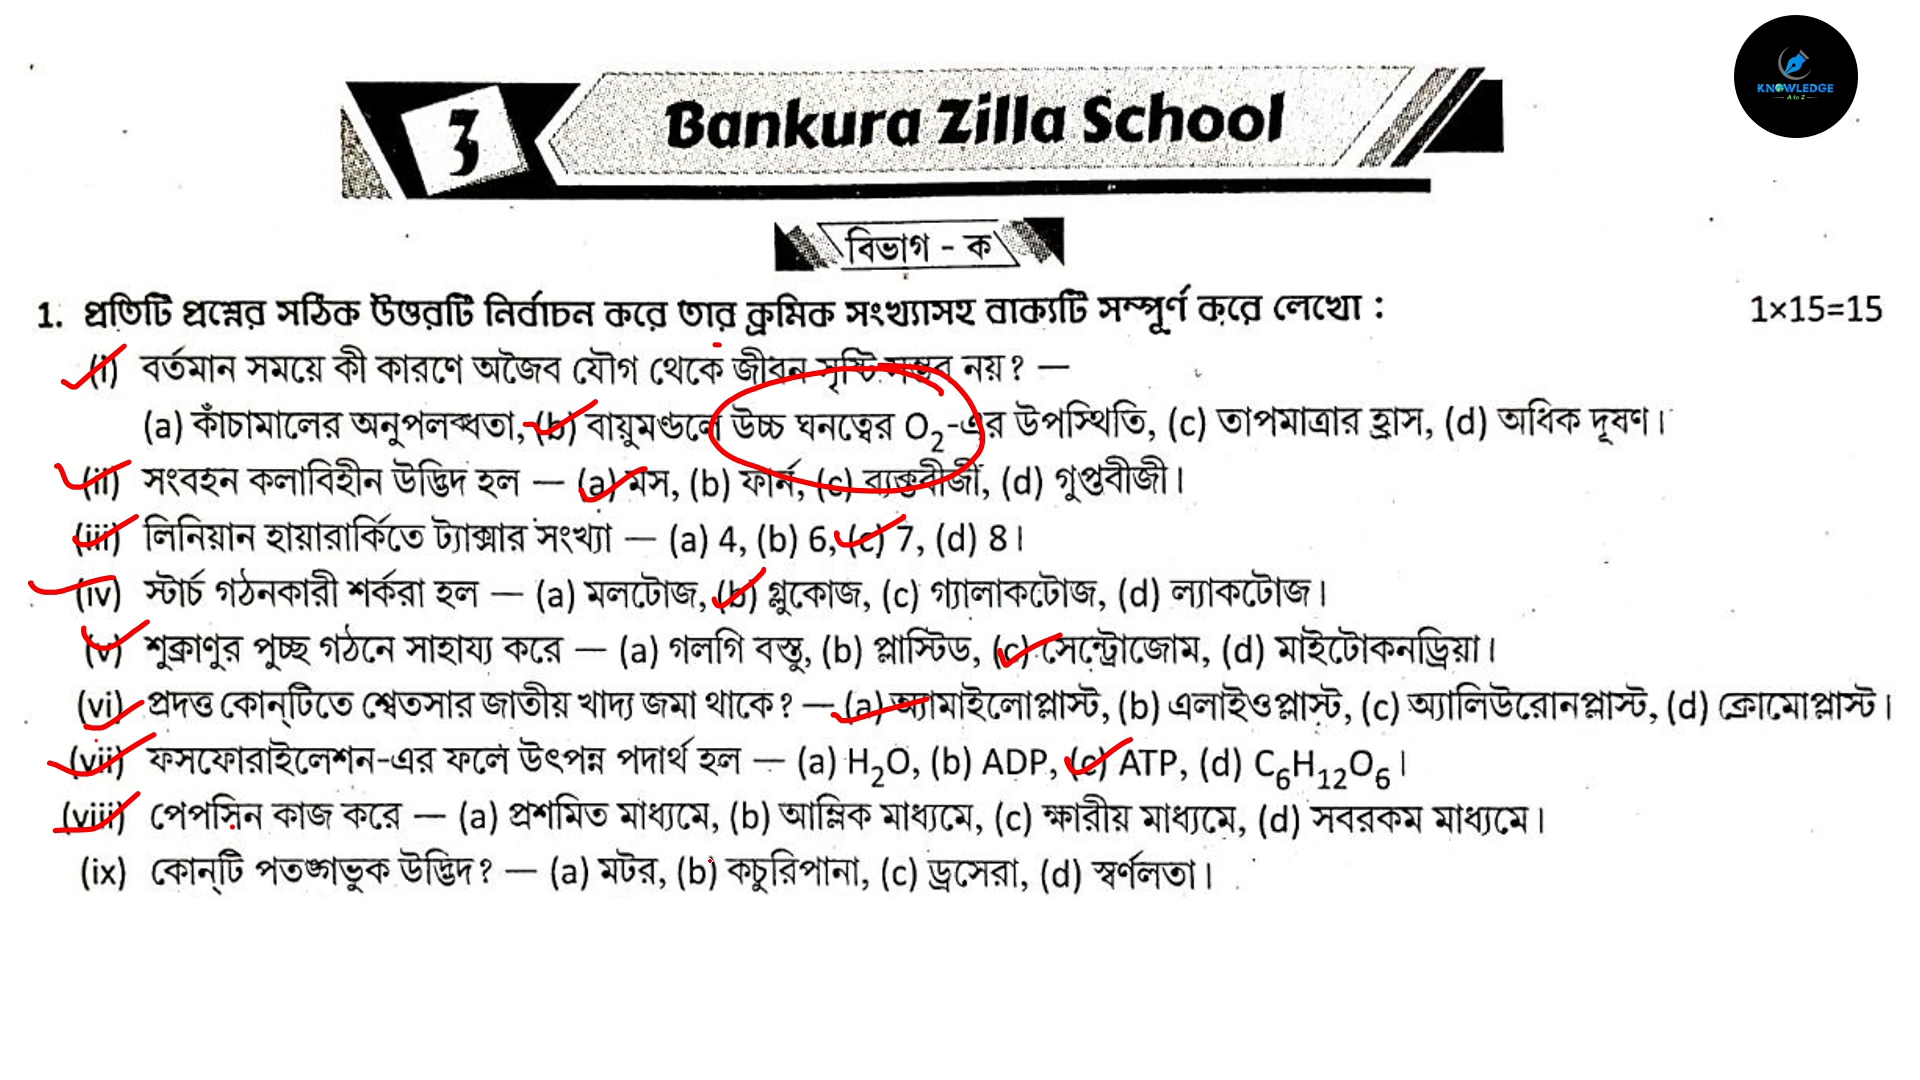 KNOWLEDGE
A to Z
3 Bankura Zilla School
বিভাগ - ক
1. প্রতিটি প্রশ্নের সঠিক উত্তরটি নির্বাচন করে তার ক্রমিক সংখ্যাসহ বাক্যটি সম্পূর্ণ করে লেখো : 1×15=15
(i) বর্তমান সময়ে কী কারণে অজৈব যৌগ থেকে জীবন সৃষ্টি সম্ভব নয়? —
(a) কাঁচামালের অনুপলব্ধতা, (b) বায়ুমণ্ডলে উচ্চ ঘনত্বের O₂-এর উপস্থিতি, (c) তাপমাত্রার হ্রাস, (d) অধিক দূষণ।
(ii) সংবহন কলাবিহীন উদ্ভিদ হল — (a) মস, (b) ফার্ন, (c) ব্যক্তবীজী, (d) গুপ্তবীজী।
(iii) লিনিয়ান হায়ারার্কিতে ট্যাক্সার সংখ্যা — (a) 4, (b) 6, (c) 7, (d) 8।
(iv) স্টার্চ গঠনকারী শর্করা হল — (a) মলটোজ, (b) গ্লুকোজ, (c) গ্যালাকটোজ, (d) ল্যাকটোজ।
(v) শুক্রাণুর পুচ্ছ গঠনে সাহায্য করে — (a) গলগি বস্তু, (b) প্লাস্টিড, (c) সেন্ট্রোজোম, (d) মাইটোকনড্রিয়া।
(vi) প্রদত্ত কোন্‌টিতে শ্বেতসার জাতীয় খাদ্য জমা থাকে? — (a) অ্যামাইলোপ্লাস্ট, (b) এলাইওপ্লাস্ট, (c) অ্যালিউরোনপ্লাস্ট, (d) ক্রোমোপ্লাস্ট।
(vii) ফসফোরাইলেশন-এর ফলে উৎপন্ন পদার্থ হল — (a) H₂O, (b) ADP, (c) ATP, (d) C₆H₁₂O₆।
(viii) পেপসিন কাজ করে — (a) প্রশমিত মাধ্যমে, (b) আম্লিক মাধ্যমে, (c) ক্ষারীয় মাধ্যমে, (d) সবরকম মাধ্যমে।
(ix) কোন্‌টি পতঙ্গভুক উদ্ভিদ? — (a) মটর, (b) কচুরিপানা, (c) ড্রসেরা, (d) স্বর্ণলতা।